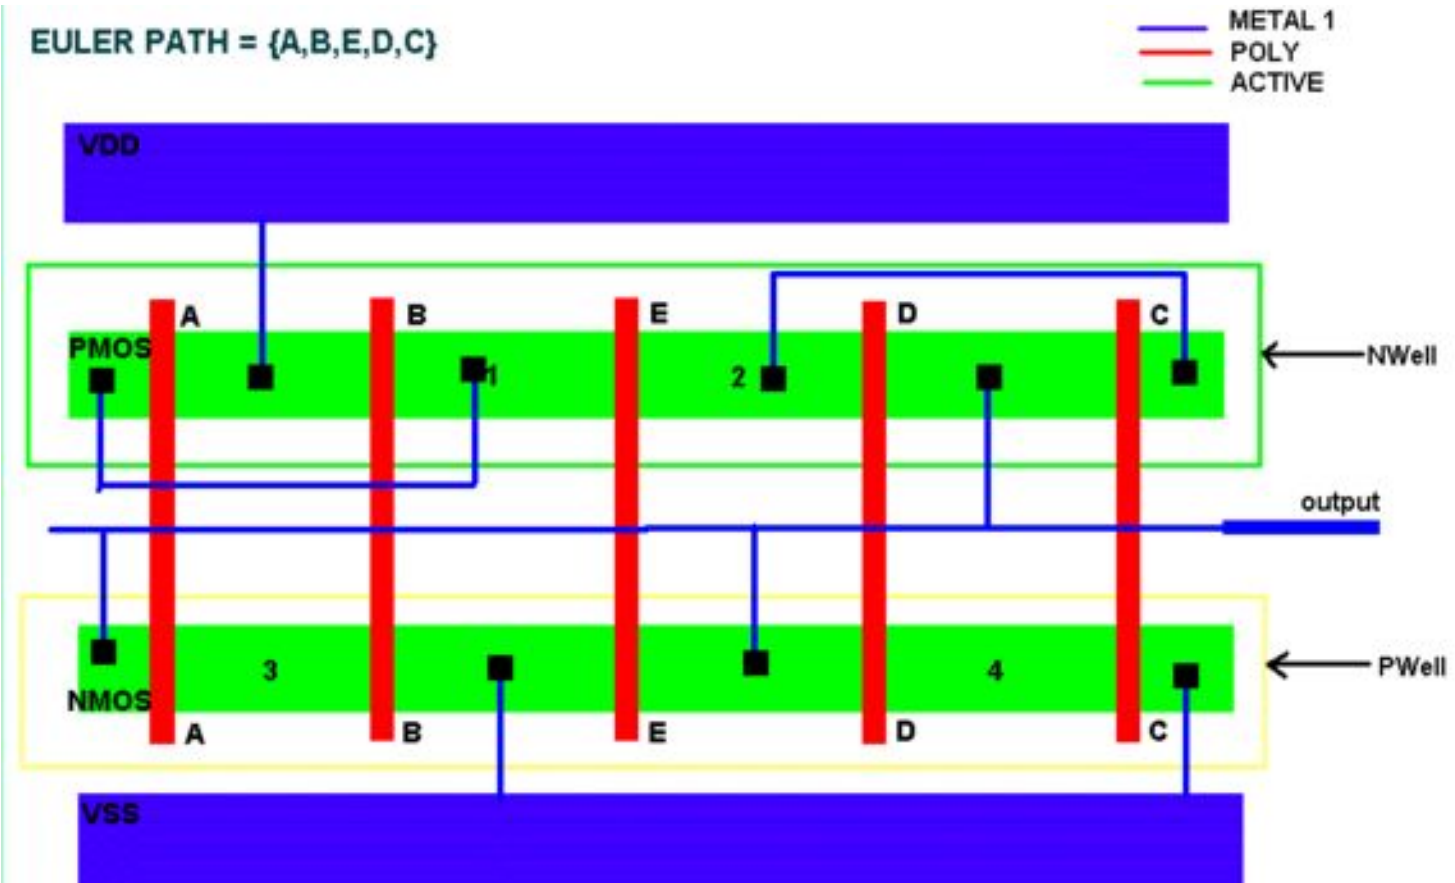 EULER PATH = {A,B,E,D,C}
METAL 1
POLY
ACTIVE
VDD
A
B
E
D
C
PMOS
1
2
NWell
output
3
4
PWell
NMOS
A
B
E
D
C
VSS